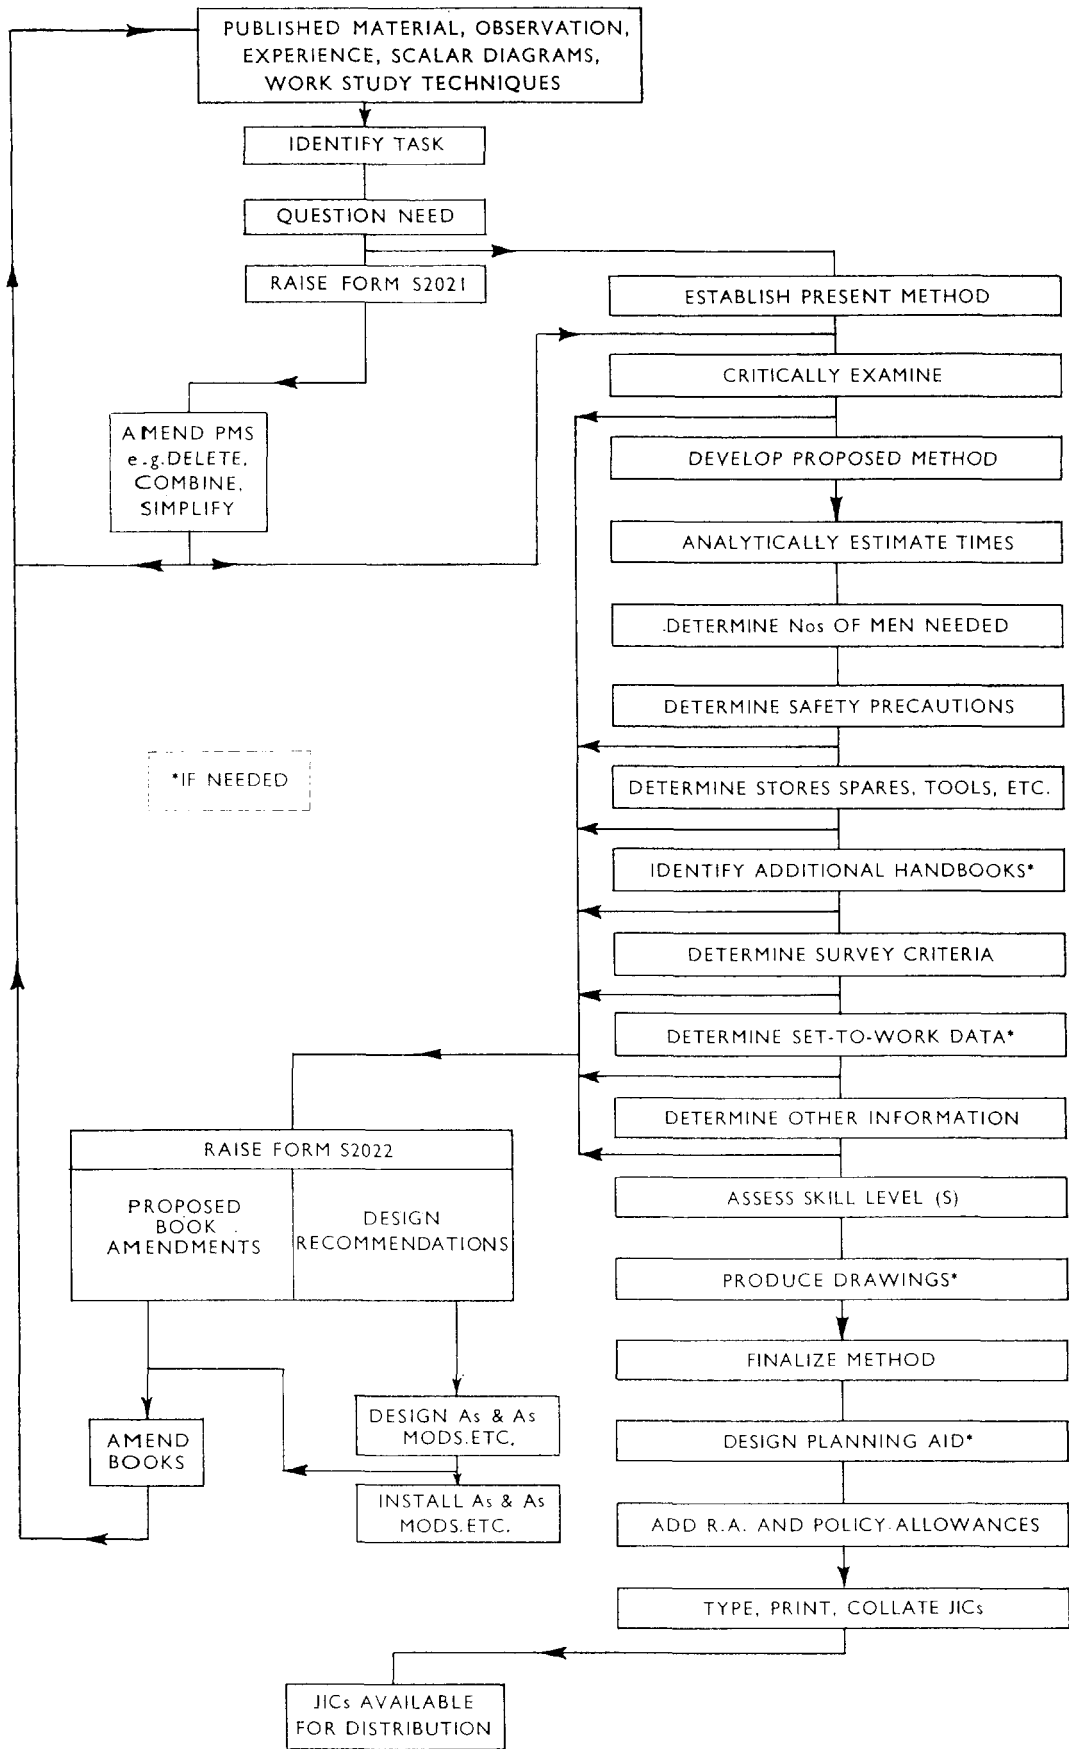 PUBLISHED MATERIAL, OBSERVATION,
EXPERIENCE, SCALAR DIAGRAMS,
WORK STUDY TECHNIQUES
IDENTIFY TASK
QUESTION NEED
RAISE FORM S2021
AMEND PMS
e.g. DELETE,
COMBINE,
SIMPLIFY
*IF NEEDED
ESTABLISH PRESENT METHOD
CRITICALLY EXAMINE
DEVELOP PROPOSED METHOD
ANALYTICALLY ESTIMATE TIMES
DETERMINE Nos OF MEN NEEDED
DETERMINE SAFETY PRECAUTIONS
DETERMINE STORES SPARES, TOOLS, ETC.
IDENTIFY ADDITIONAL HANDBOOKS*
DETERMINE SURVEY CRITERIA
DETERMINE SET-TO-WORK DATA*
DETERMINE OTHER INFORMATION
ASSESS SKILL LEVEL (S)
PRODUCE DRAWINGS*
FINALIZE METHOD
DESIGN PLANNING AID*
ADD R.A. AND POLICY ALLOWANCES
TYPE, PRINT, COLLATE JICs
RAISE FORM S2022
PROPOSED
BOOK
AMENDMENTS
DESIGN
RECOMMENDATIONS
AMEND
BOOKS
DESIGN As & As
MODS. ETC.
INSTALL As & As
MODS. ETC.
JICs AVAILABLE
FOR DISTRIBUTION